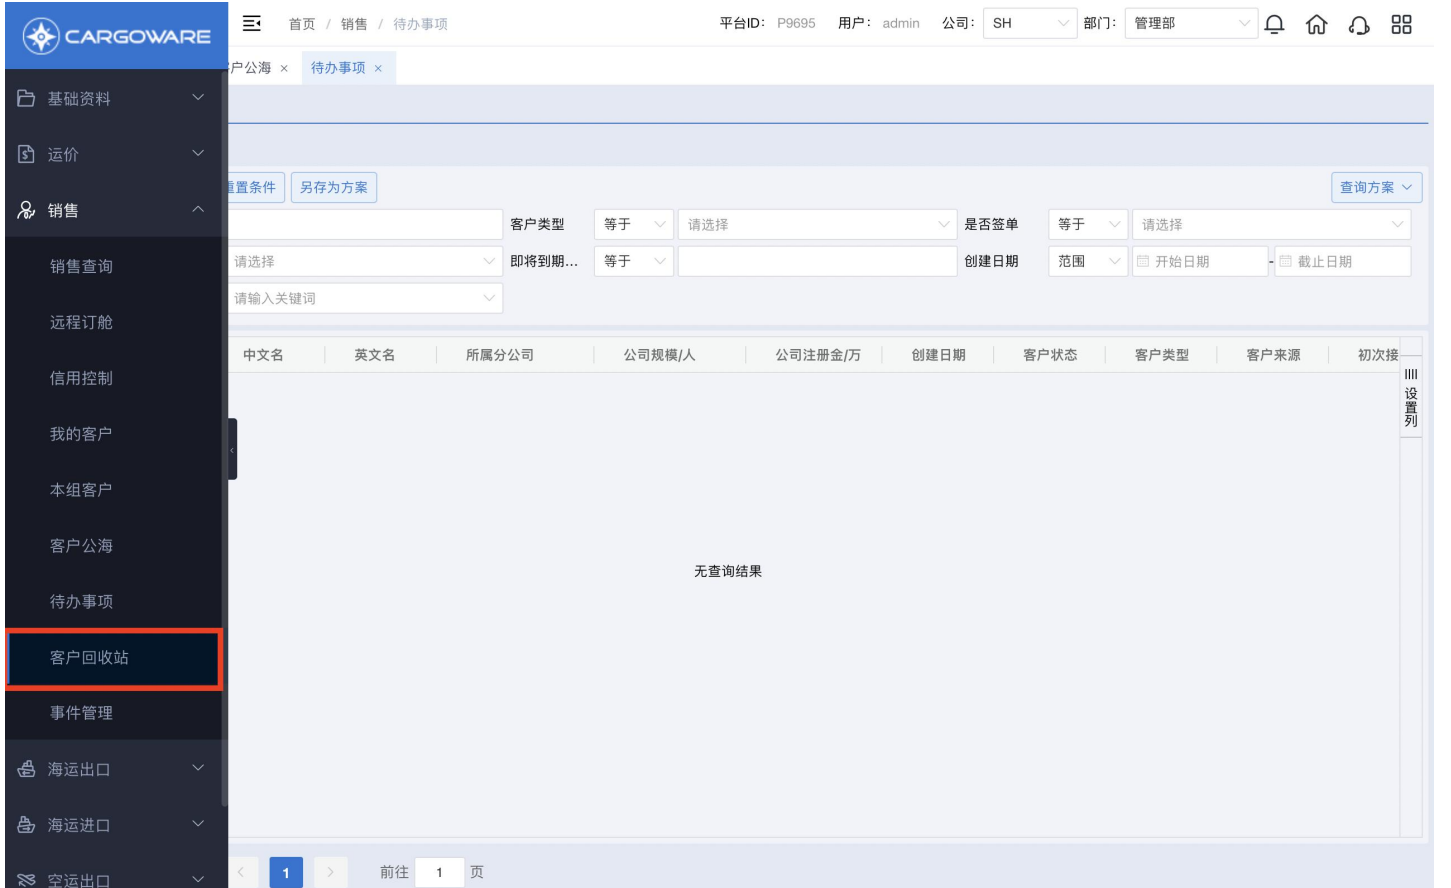 CARGOWARE
首页 / 销售 / 待办事项
平台ID: P9695 用户: admin 公司: SH 部门: 管理部
户公海 × 待办事项 ×
基础资料
运价
销售
销售查询
远程订舱
信用控制
我的客户
本组客户
客户公海
待办事项
客户回收站
事件管理
海运出口
海运进口
空运出口
重置条件 另存为方案 查询方案
客户类型 等于 请选择 是否签单 等于 请选择
请选择 即将到期... 等于 创建日期 范围 开始日期 - 截止日期
请输入关键词
中文名 英文名 所属分公司 公司规模/人 公司注册金/万 创建日期 客户状态 客户类型 客户来源 初次接
设置列
无查询结果
< 1 > 前往 1 页